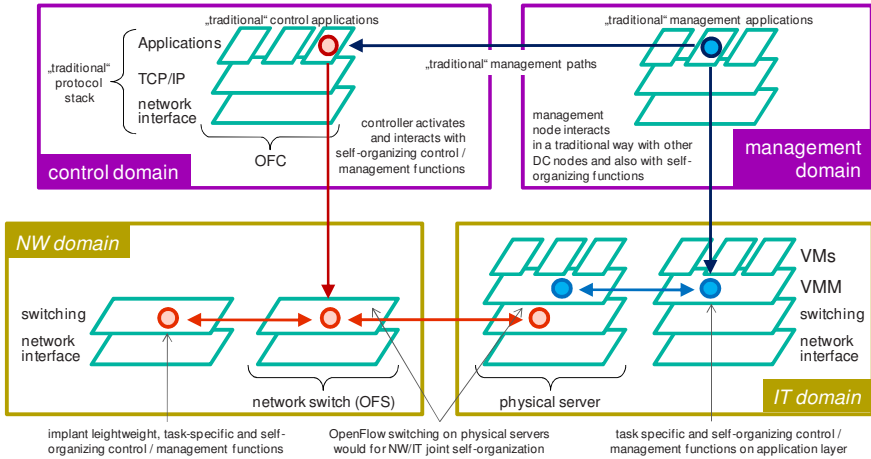 „traditional“ control applications
„traditional“ management applications
Applications
„traditional“
protocol
stack
TCP/IP
network
interface
„traditional“ management paths
controller activates
and interacts with
self-organizing control /
management functions
management
node interacts
in a traditional way with other
DC nodes and also with self-
organizing functions
OFC
control domain
management
domain
NW domain
VMs
VMM
switching
network
interface
switching
network
interface
network switch (OFS)
physical server
IT domain
implant leightweight, task-specific and self-
organizing control / management functions
OpenFlow switching on physical servers
would for NW/IT joint self-organization
task specific and self-organizing control /
management functions on application layer